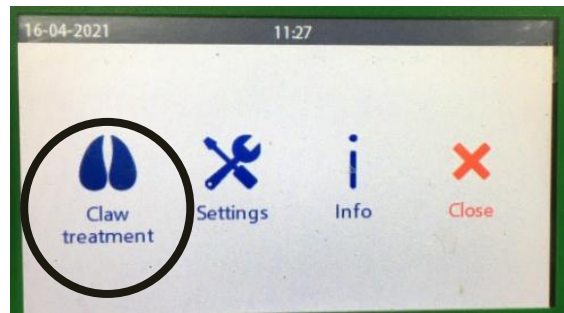 16-04-2021 11:27
Claw
treatment
Settings
Info
Close